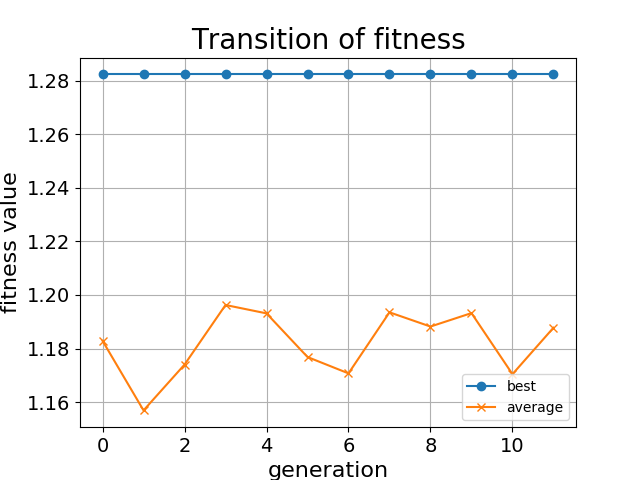 Transition of fitness
fitness value
1.28
1.26
1.24
1.22
1.20
1.18
1.16
0
2
4
6
8
10
generation
best
average